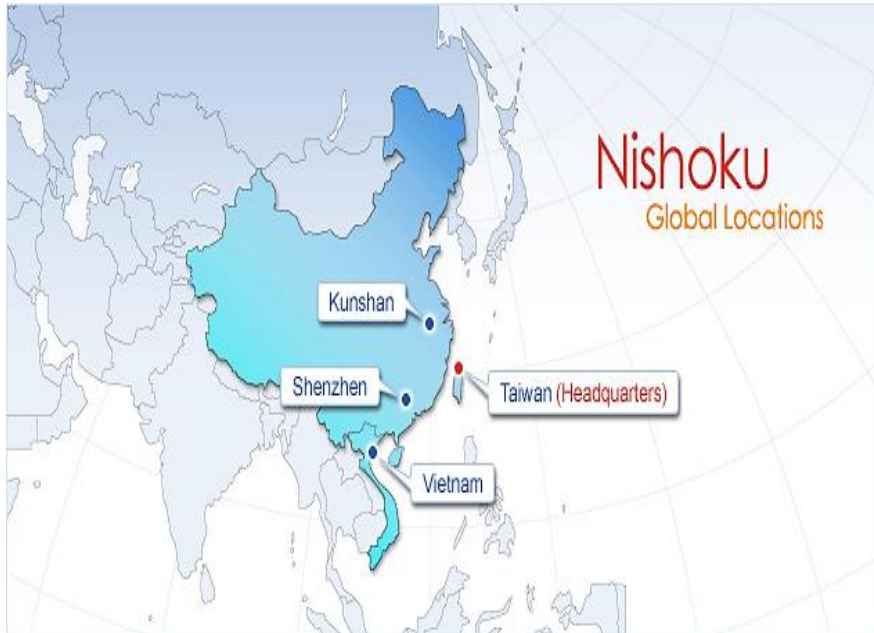 Nishoku
Global Locations
Kunshan
Shenzhen
Taiwan (Headquarters)
Vietnam